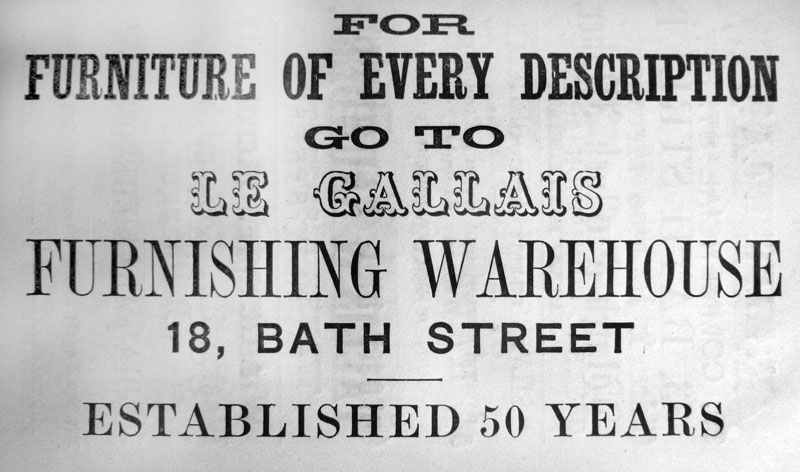 FOR
FURNITURE OF EVERY DESCRIPTION
GO TO
LE GALLAIS
FURNISHING WAREHOUSE
18, BATH STREET
ESTABLISHED 50 YEARS